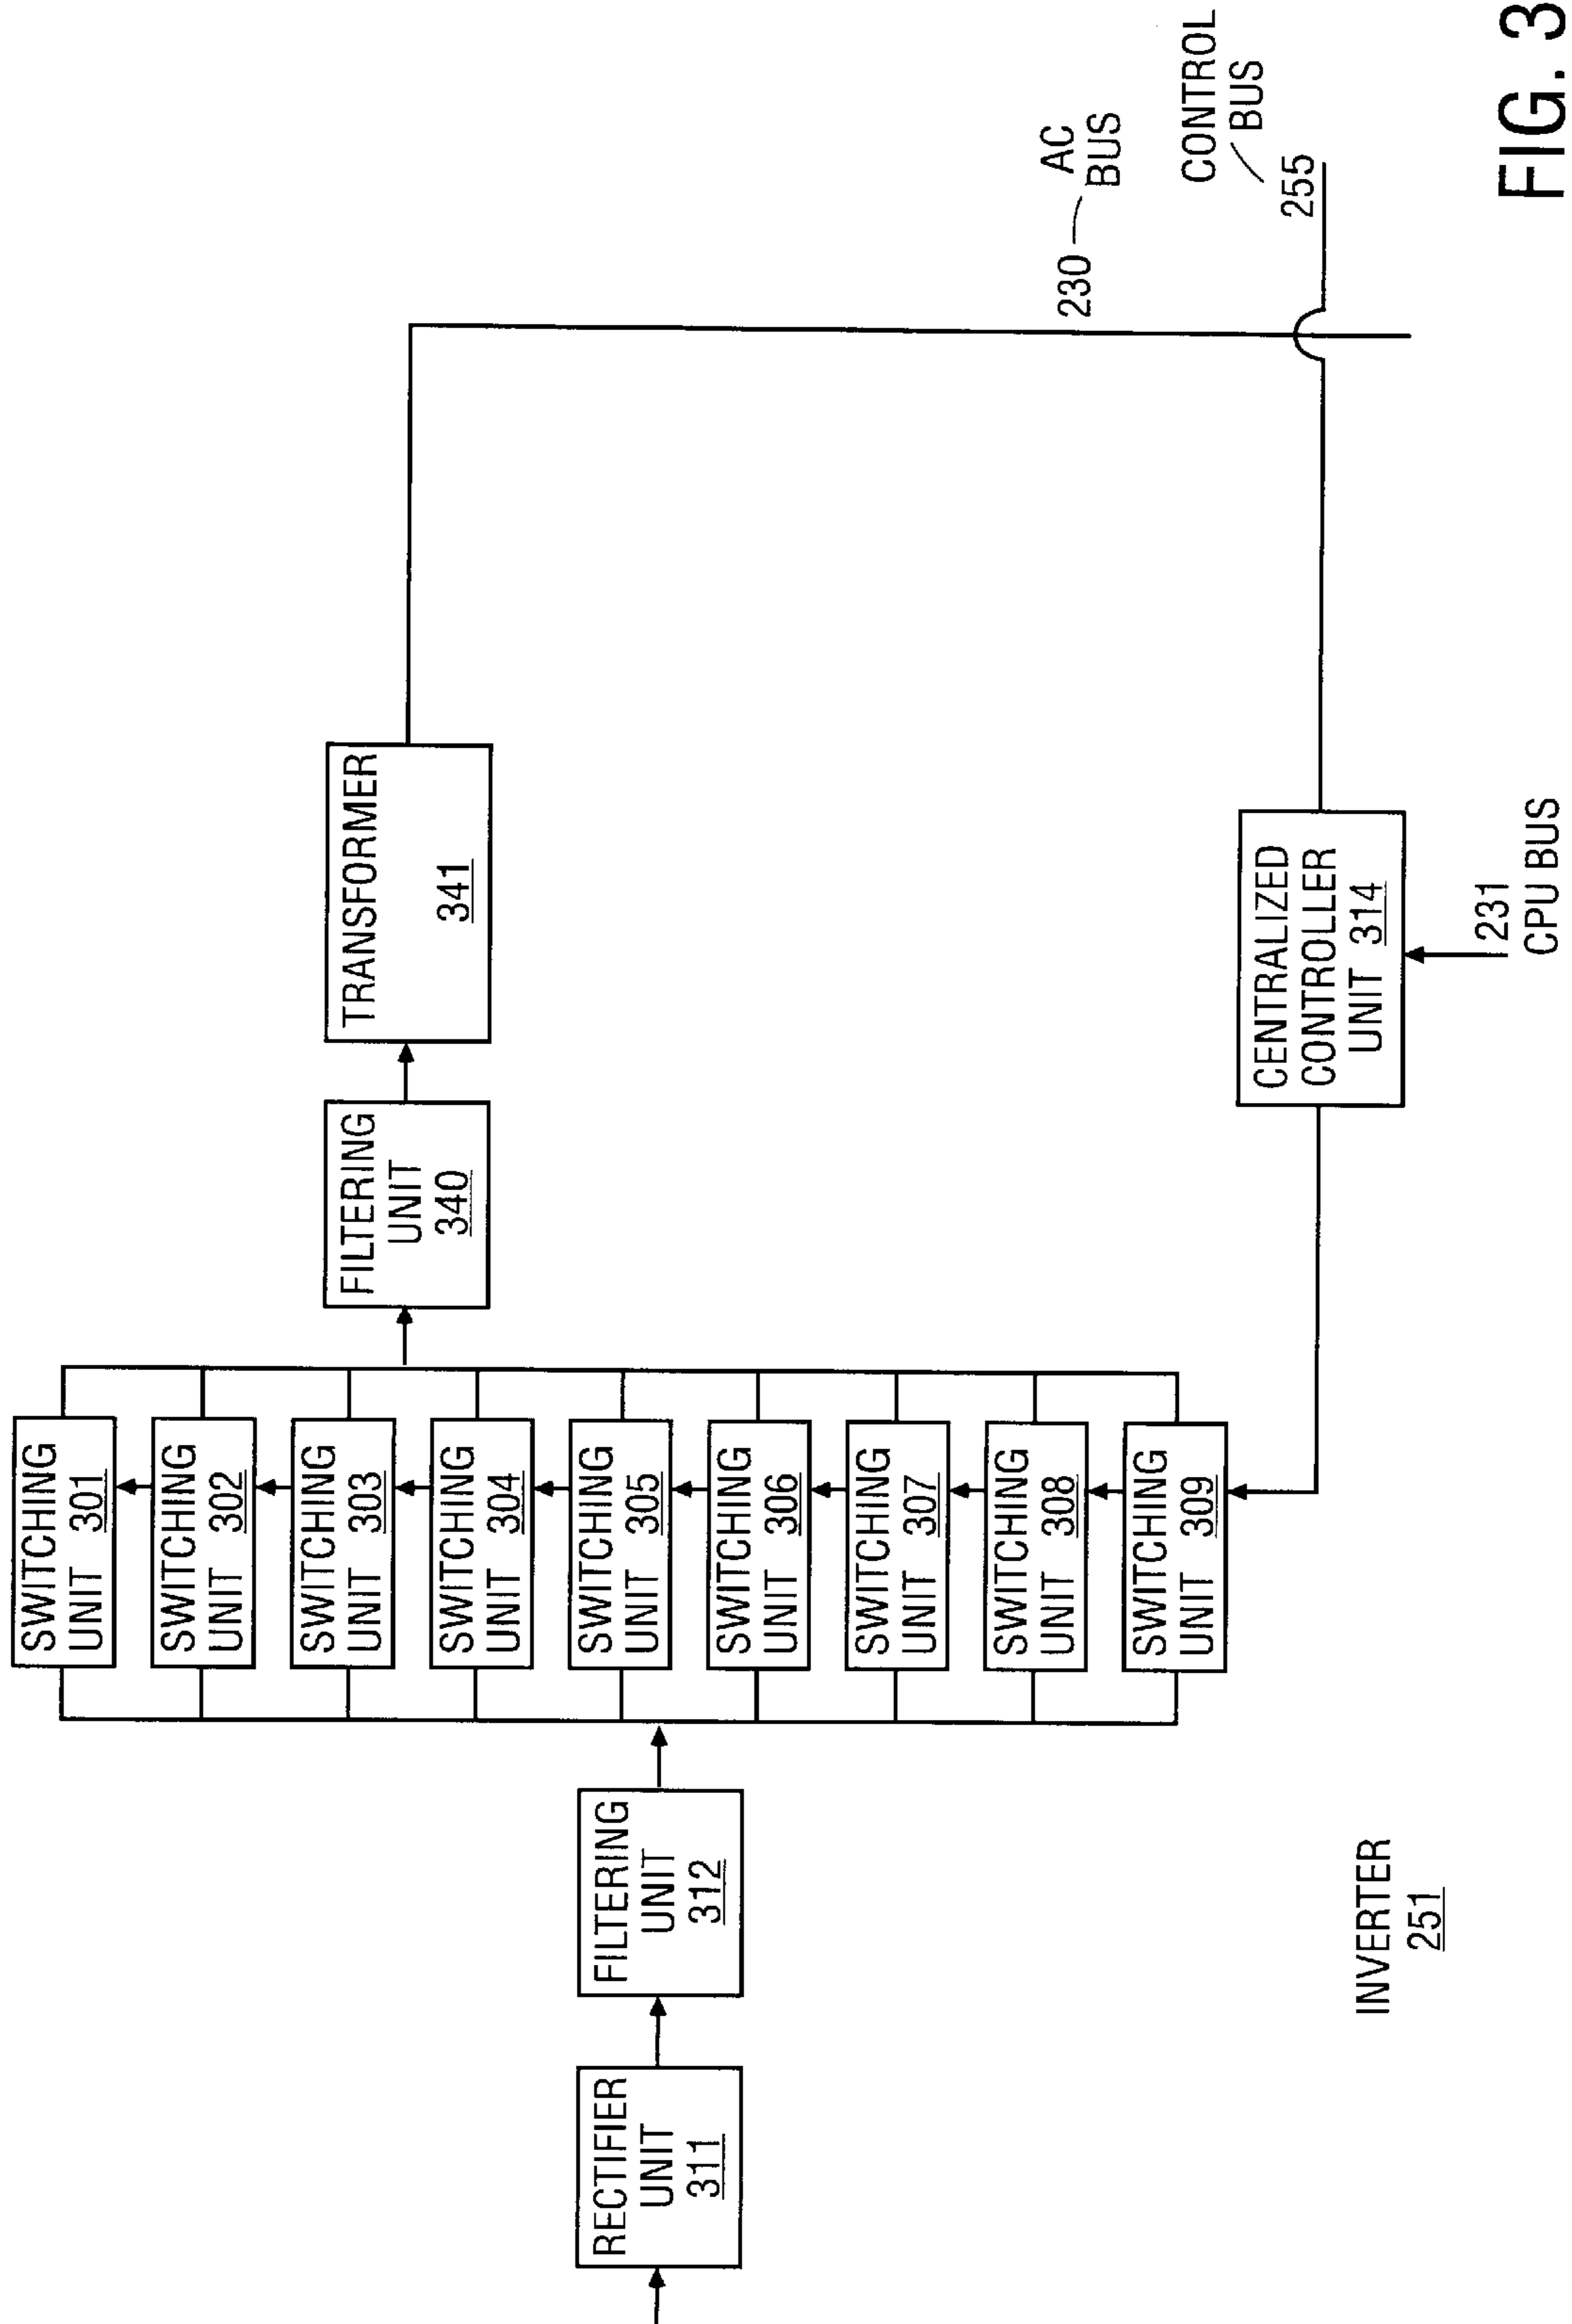 SWITCHING
UNIT 301
SWITCHING
UNIT 302
SWITCHING
UNIT 303
SWITCHING
UNIT 304
SWITCHING
UNIT 305
SWITCHING
UNIT 306
SWITCHING
UNIT 307
SWITCHING
UNIT 308
SWITCHING
UNIT 309
RECTIFIER
UNIT
311
FILTERING
UNIT
312
FILTERING
UNIT
340
TRANSFORMER
341
230
AC
BUS
CONTROL
BUS
255
CENTRALIZED
CONTROLLER
UNIT 314
231
CPU BUS
INVERTER
251
FIG. 3